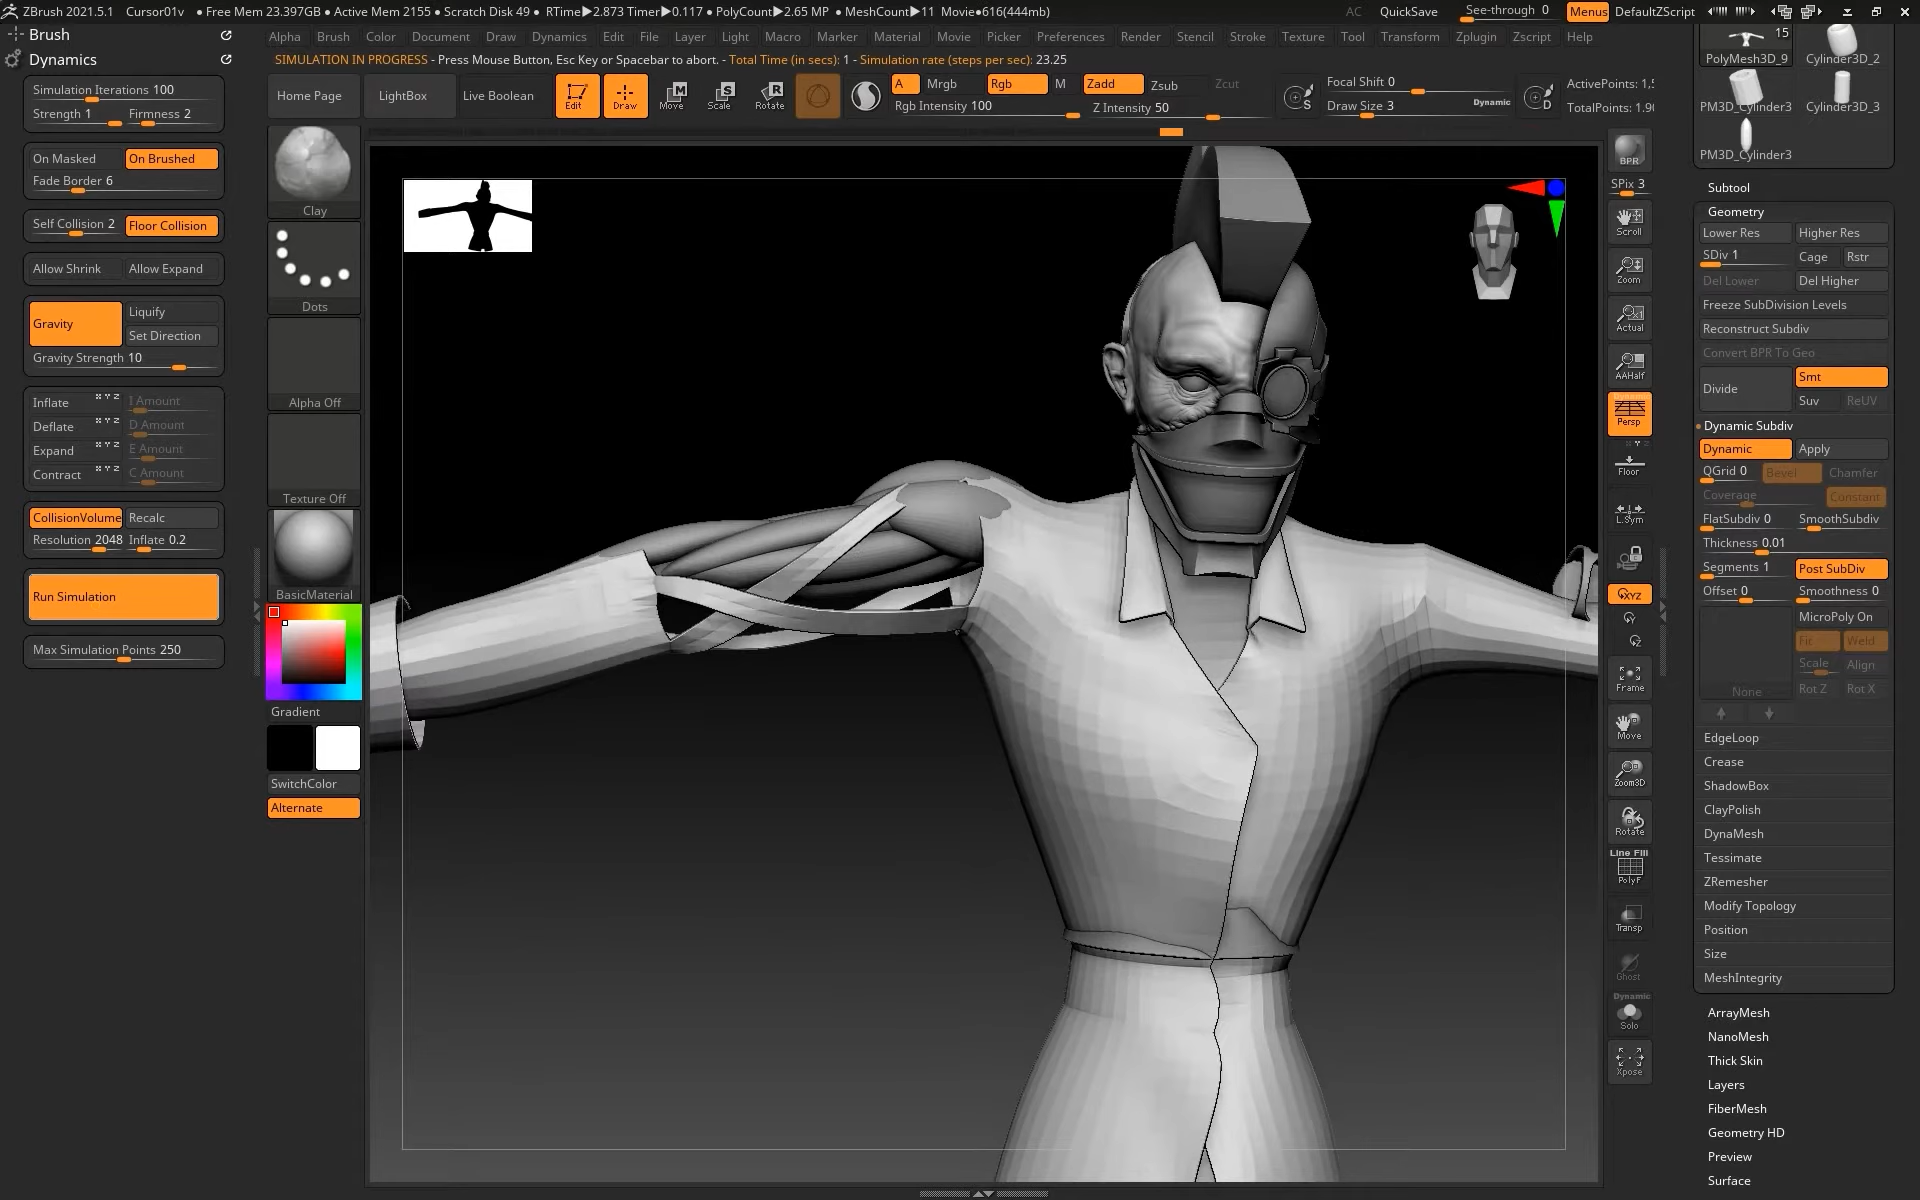 ZBrush 2021.5.1 Cursor01v • Free Mem 23.397GB • Active Mem 2155 • Scratch Disk 49 • RTime▶2.873 Timer▶0.117 • PolyCount▶2.65 MP • MeshCount▶11 Movie●616(444mb) AC QuickSave See-through 0 Menus DefaultZScript
Brush
Dynamics
Simulation Iterations 100
Strength 1 Firmness 2
On Masked On Brushed
Fade Border 6
Self Collision 2 Floor Collision
Allow Shrink Allow Expand
Gravity
Liquify
Set Direction
Gravity Strength 10
Inflate X Y Z I Amount
Deflate X Y Z D Amount
Expand X Y Z E Amount
Contract X Y Z C Amount
CollisionVolume Recalc
Resolution 2048 Inflate 0.2
Run Simulation
Max Simulation Points 250
Alpha Brush Color Document Draw Dynamics Edit File Layer Light Macro Marker Material Movie Picker Preferences Render Stencil Stroke Texture Tool Transform Zplugin Zscript Help
SIMULATION IN PROGRESS - Press Mouse Button, Esc Key or Spacebar to abort. - Total Time (in secs): 1 - Simulation rate (steps per sec): 23.25
Home Page LightBox Live Boolean Edit Draw Move Scale Rotate
M S R
A Mrgb Rgb M Zadd Zsub Zcut
Rgb Intensity 100 Z Intensity 50
S Focal Shift 0
Draw Size 3 Dynamic
D ActivePoints: 1,5
TotalPoints: 1.90
Clay
Dots
Alpha Off
Texture Off
BasicMaterial
Gradient
SwitchColor
Alternate
BPR
SPix 3
Scroll
Zoom
Actual
AAHalf
Dynamic
Persp
Floor
L.Sym
XYZ
Frame
Move
Zoom3D
Rotate
Line Fill
PolyF
Transp
Ghost
Dynamic
Solo
Xpose
15
PolyMesh3D_9 Cylinder3D_2
PM3D_Cylinder3 Cylinder3D_3
PM3D_Cylinder3
Subtool
Geometry
Lower Res Higher Res
SDiv 1 Cage Rstr
Del Lower Del Higher
Freeze SubDivision Levels
Reconstruct Subdiv
Convert BPR To Geo
Divide Smt
Suv ReUV
Dynamic Subdiv
Dynamic Apply
QGrid 0 Bevel Chamfer
Coverage Constant
FlatSubdiv 0 SmoothSubdiv
Thickness 0.01
Segments 1 Post SubDiv
Offset 0 Smoothness 0
MicroPoly On
Fit Weld
Scale Align
None Rot Z Rot X
EdgeLoop
Crease
ShadowBox
ClayPolish
DynaMesh
Tessimate
ZRemesher
Modify Topology
Position
Size
MeshIntegrity
ArrayMesh
NanoMesh
Thick Skin
Layers
FiberMesh
Geometry HD
Preview
Surface